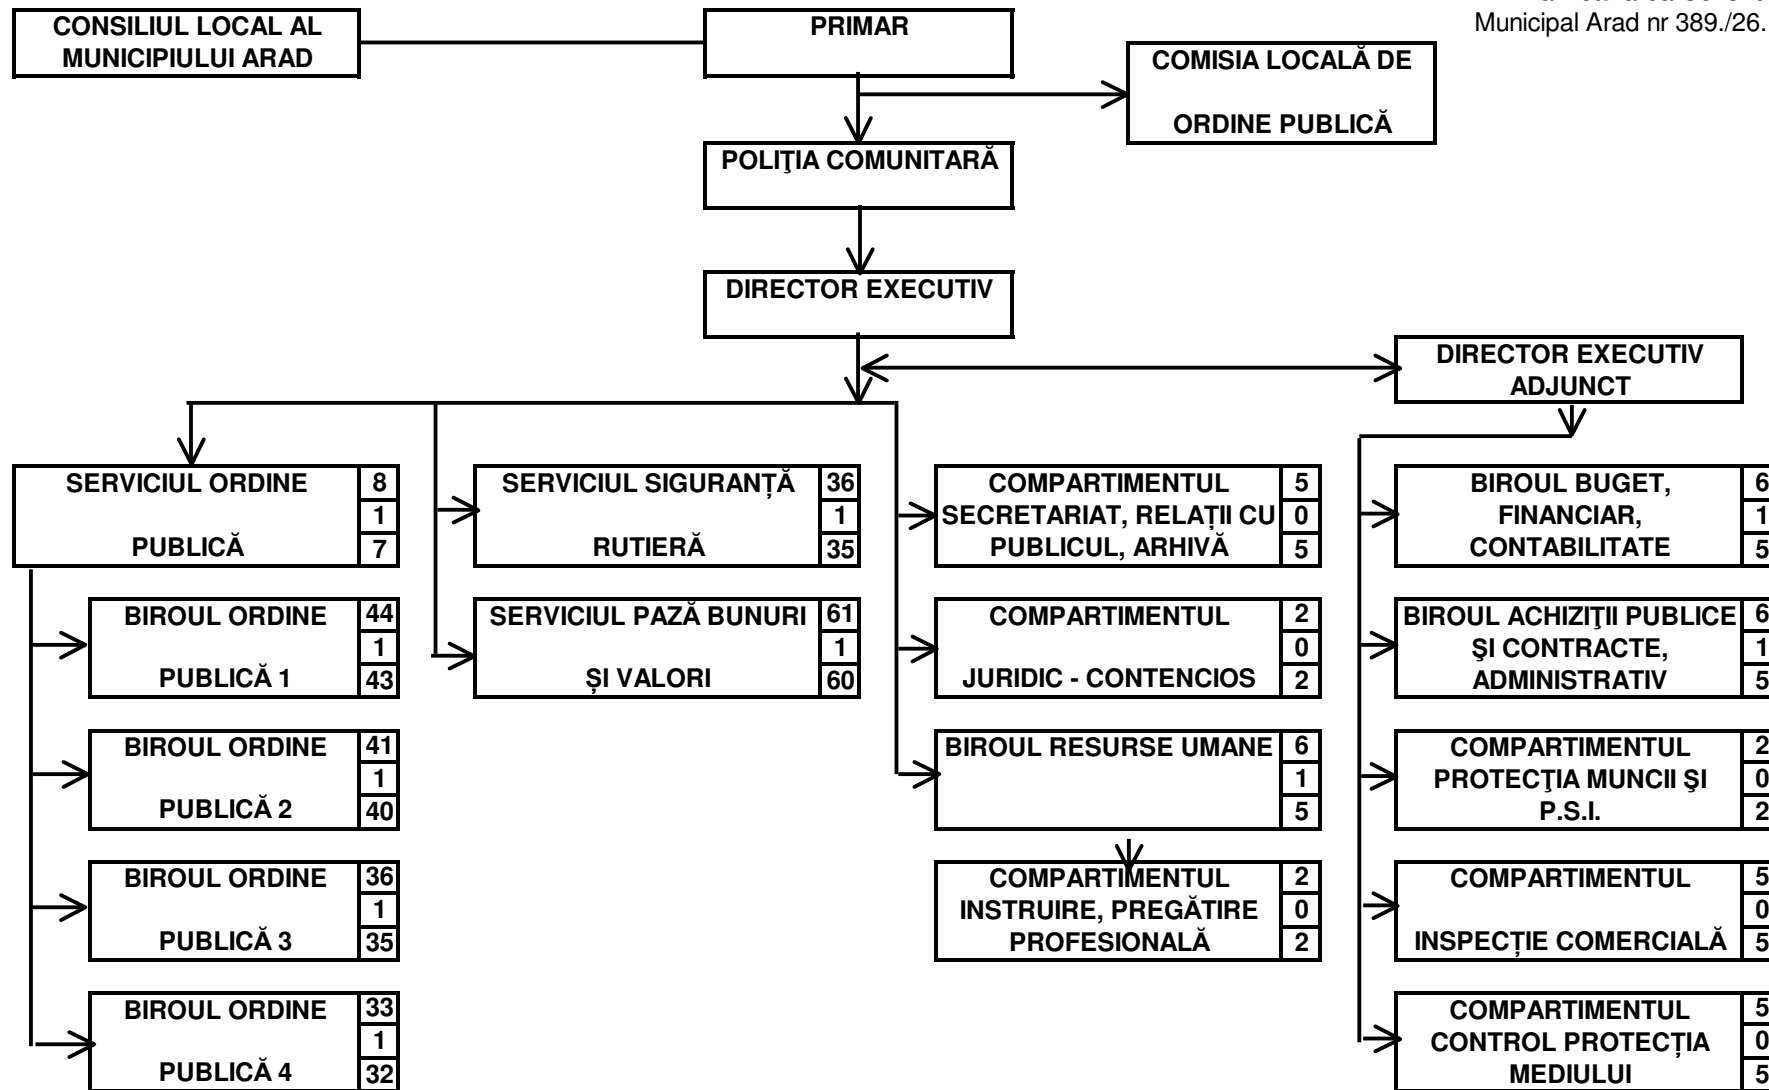 Municipal Arad nr 389./26.
CONSILIUL LOCAL AL
MUNICIPIULUI ARAD
PRIMAR
COMISIA LOCALĂ DE
ORDINE PUBLICĂ
POLIŢIA COMUNITARĂ
DIRECTOR EXECUTIV
DIRECTOR EXECUTIV
ADJUNCT
SERVICIUL ORDINE
PUBLICĂ
8
1
7
SERVICIUL SIGURANȚĂ
RUTIERĂ
36
1
35
COMPARTIMENTUL
SECRETARIAT, RELAȚII CU
PUBLICUL, ARHIVĂ
5
0
5
BIROUL BUGET,
FINANCIAR,
CONTABILITATE
6
1
5
BIROUL ORDINE
PUBLICĂ 1
44
1
43
SERVICIUL PAZĂ BUNURI
ȘI VALORI
61
1
60
COMPARTIMENTUL
JURIDIC - CONTENCIOS
2
0
2
BIROUL ACHIZIŢII PUBLICE
ŞI CONTRACTE,
ADMINISTRATIV
6
1
5
BIROUL ORDINE
PUBLICĂ 2
41
1
40
BIROUL RESURSE UMANE
6
1
5
COMPARTIMENTUL
PROTECŢIA MUNCII ŞI
P.S.I.
2
0
2
BIROUL ORDINE
PUBLICĂ 3
36
1
35
COMPARTIMENTUL
INSTRUIRE, PREGĂTIRE
PROFESIONALĂ
2
0
2
COMPARTIMENTUL
INSPECȚIE COMERCIALĂ
5
0
5
BIROUL ORDINE
PUBLICĂ 4
33
1
32
COMPARTIMENTUL
CONTROL PROTECȚIA
MEDIULUI
5
0
5